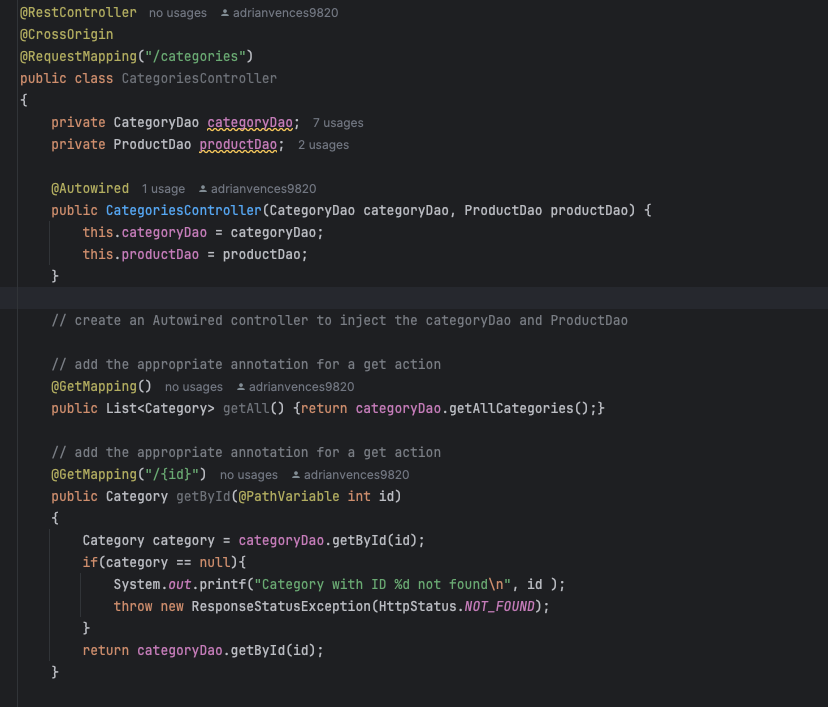 @RestController no usages adrianvences9820
@CrossOrigin
@RequestMapping("/categories")
public class CategoriesController
{
    private CategoryDao categoryDao; 7 usages
    private ProductDao productDao; 2 usages
    @Autowired 1 usage adrianvences9820
    public CategoriesController(CategoryDao categoryDao, ProductDao productDao) {
        this.categoryDao = categoryDao;
        this.productDao = productDao;
    }
    // create an Autowired controller to inject the categoryDao and ProductDao
    // add the appropriate annotation for a get action
    @GetMapping() no usages adrianvences9820
    public List<Category> getAll() {return categoryDao.getAllCategories();}
    // add the appropriate annotation for a get action
    @GetMapping("/{id}") no usages adrianvences9820
    public Category getById(@PathVariable int id)
    {
        Category category = categoryDao.getById(id);
        if(category == null){
            System.out.printf("Category with ID %d not found\n", id );
            throw new ResponseStatusException(HttpStatus.NOT_FOUND);
        }
        return categoryDao.getById(id);
    }